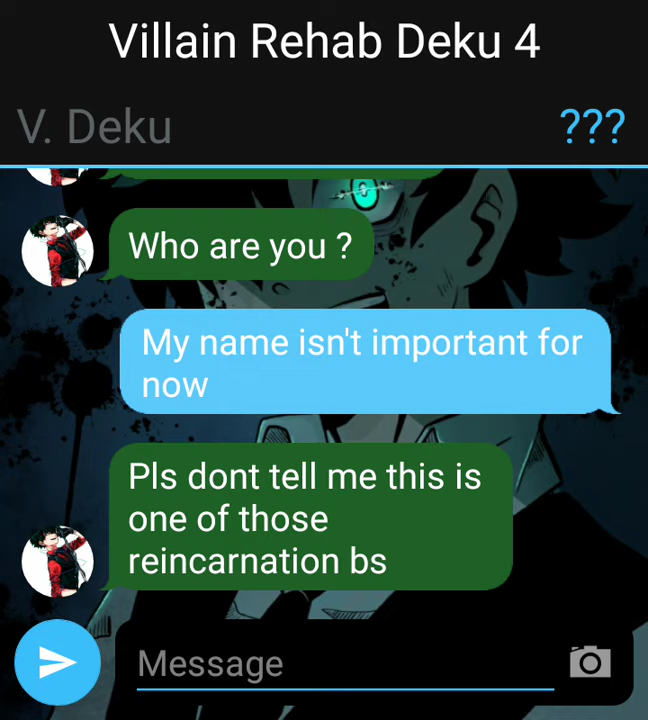 Villain Rehab Deku 4
V. Deku
???
Who are you ?
My name isn't important for
now
Pls dont tell me this is
one of those
reincarnation bs
Message